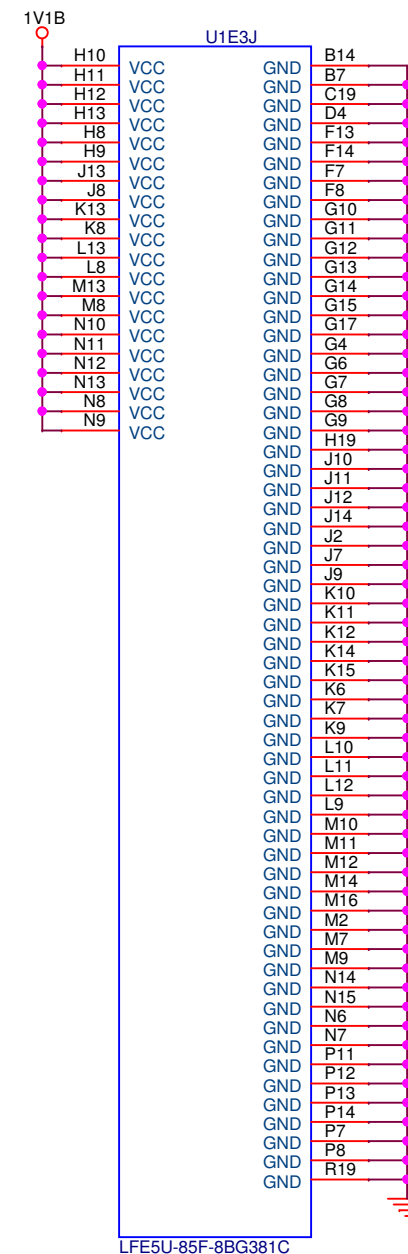 1V1B
U1E3J
H10 VCC GND B14
H11 VCC GND B7
H12 VCC GND C19
H13 VCC GND D4
H8 VCC GND F13
H9 VCC GND F14
J13 VCC GND F7
J8 VCC GND F8
K13 VCC GND G10
K8 VCC GND G11
L13 VCC GND G12
L8 VCC GND G13
M13 VCC GND G14
M8 VCC GND G15
N10 VCC GND G17
N11 VCC GND G4
N12 VCC GND G6
N13 VCC GND G7
N8 VCC GND G8
N9 VCC GND G9
GND H19
GND J10
GND J11
GND J12
GND J14
GND J2
GND J7
GND J9
GND K10
GND K11
GND K12
GND K14
GND K15
GND K6
GND K7
GND K9
GND L10
GND L11
GND L12
GND L9
GND M10
GND M11
GND M12
GND M14
GND M16
GND M2
GND M7
GND M9
GND N14
GND N15
GND N6
GND N7
GND P11
GND P12
GND P13
GND P14
GND P7
GND P8
GND R19
LFE5U-85F-8BG381C